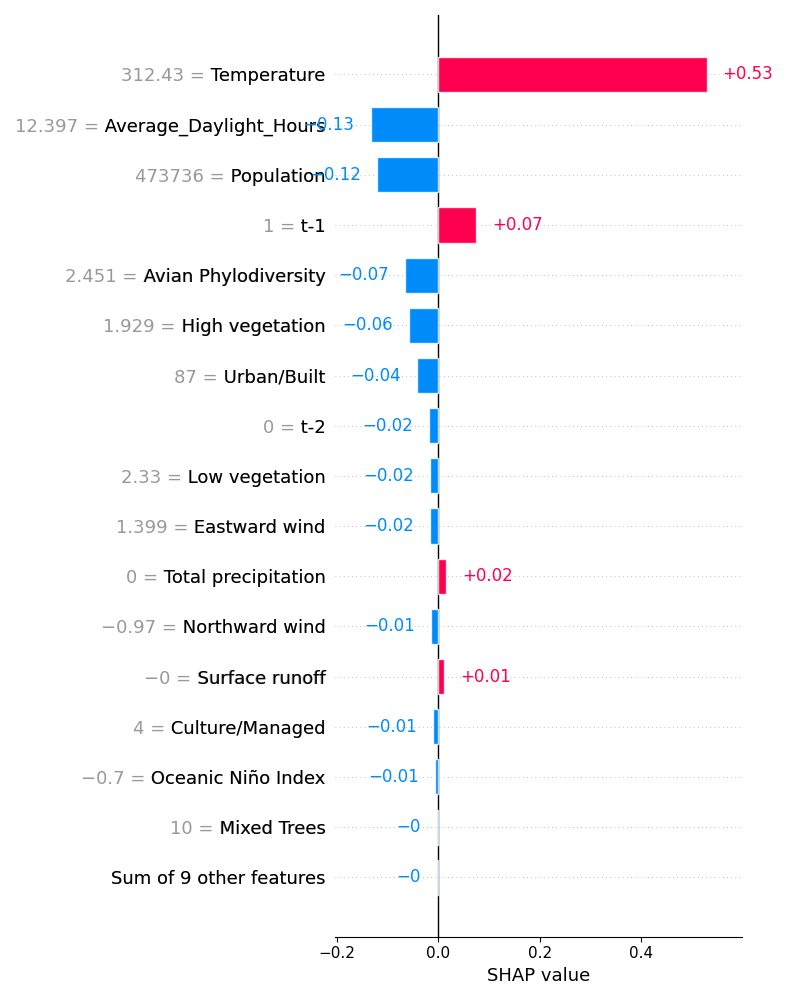 312.43 = Temperature +0.53
12.397 = Average_Daylight_Hours −0.13
473736 = Population −0.12
1 = t-1 +0.07
2.451 = Avian Phylodiversity −0.07
1.929 = High vegetation −0.06
87 = Urban/Built −0.04
0 = t-2 −0.02
2.33 = Low vegetation −0.02
1.399 = Eastward wind −0.02
0 = Total precipitation +0.02
−0.97 = Northward wind −0.01
−0 = Surface runoff +0.01
4 = Culture/Managed −0.01
−0.7 = Oceanic Niño Index −0.01
10 = Mixed Trees −0
Sum of 9 other features −0
−0.2 0.0 0.2 0.4
SHAP value